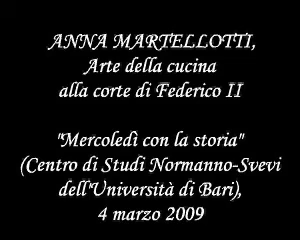 ANNA MARTELLOTTI,
Arte della cucina
alla corte di Federico II
"Mercoledì con la storia"
(Centro di Studi Normanno-Svevi
dell'Università di Bari),
4 marzo 2009